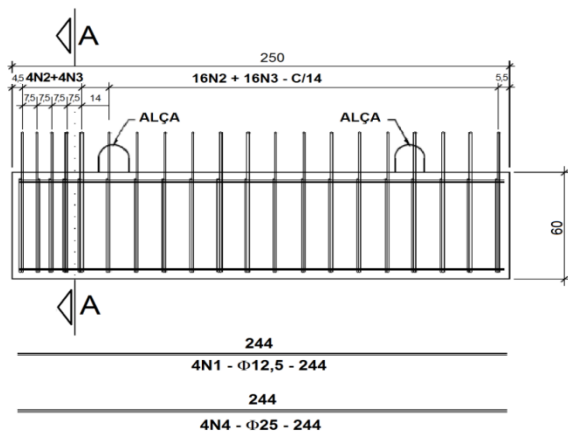 A
250
4,5 4N2+4N3 16N2 + 16N3 - C/14 5,5
7,5 7,5 7,5 7,5 14
ALÇA ALÇA
60
A
244
4N1 - Φ12,5 - 244
244
4N4 - Φ25 - 244